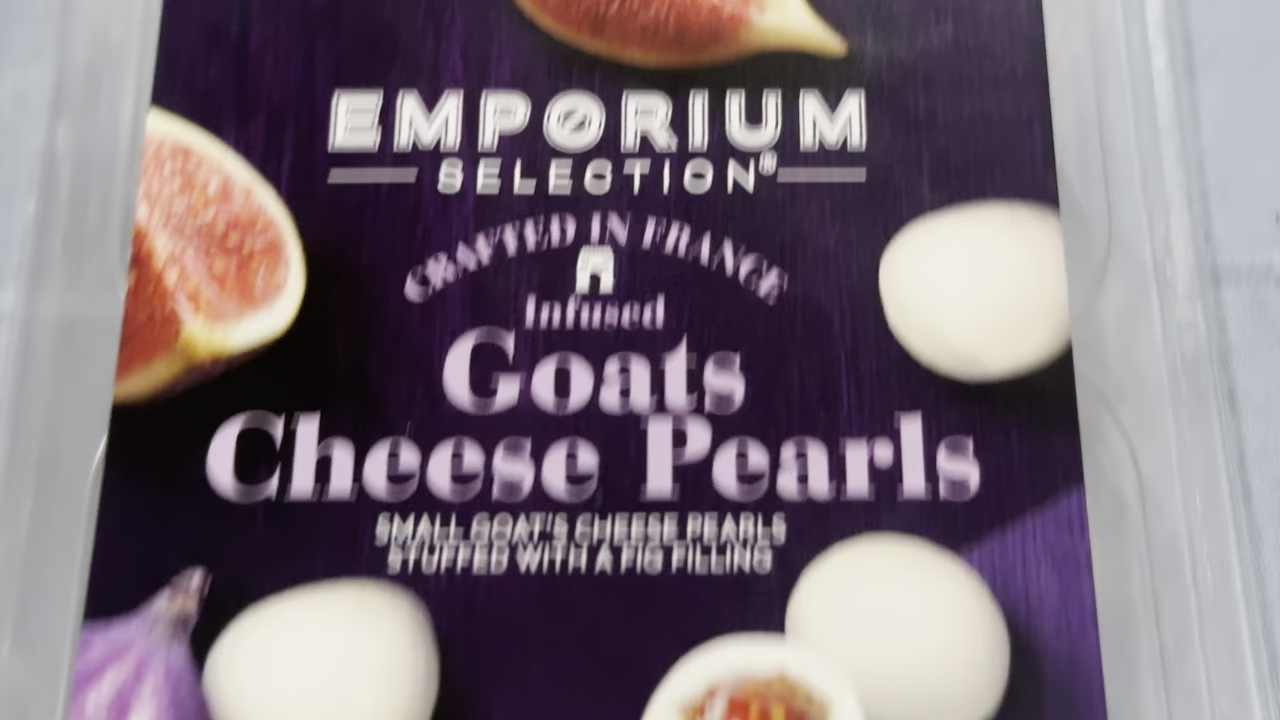 EMPORIUM
SELECTION®
CRAFTED IN FRANCE
Infused
Goats
Cheese Pearls
SMALL GOAT'S CHEESE PEARLS
STUFFED WITH A FIG FILLING